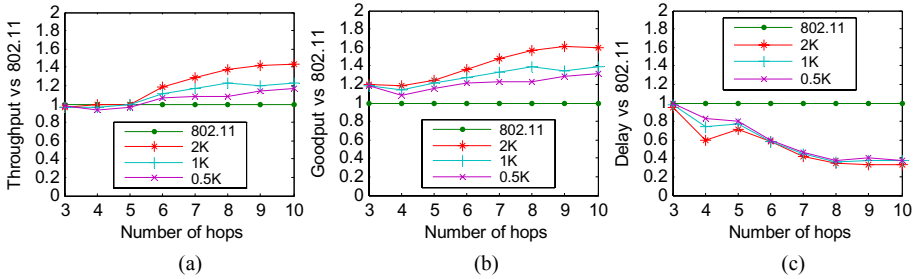 Throughput vs 802.11
2
1.8
1.6
1.4
1.2
1
0.8
0.6
0.4
0.2
0
3 4 5 6 7 8 9 10
Number of hops
802.11
2K
1K
0.5K
(a)
Goodput vs 802.11
2
1.8
1.6
1.4
1.2
1
0.8
0.6
0.4
0.2
0
3 4 5 6 7 8 9 10
Number of hops
802.11
2K
1K
0.5K
(b)
Delay vs 802.11
2
1.8
1.6
1.4
1.2
1
0.8
0.6
0.4
0.2
0
3 4 5 6 7 8 9 10
Number of hops
802.11
2K
1K
0.5K
(c)